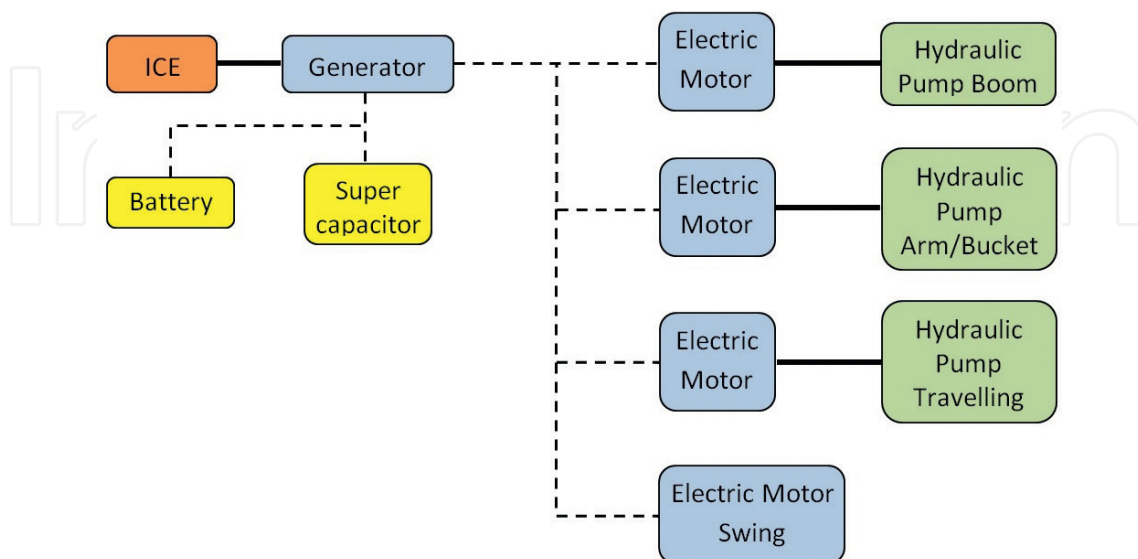 ICE
Generator
Battery
Super
capacitor
Electric
Motor
Hydraulic
Pump Boom
Electric
Motor
Hydraulic
Pump
Arm/Bucket
Electric
Motor
Hydraulic
Pump
Travelling
Electric Motor
Swing